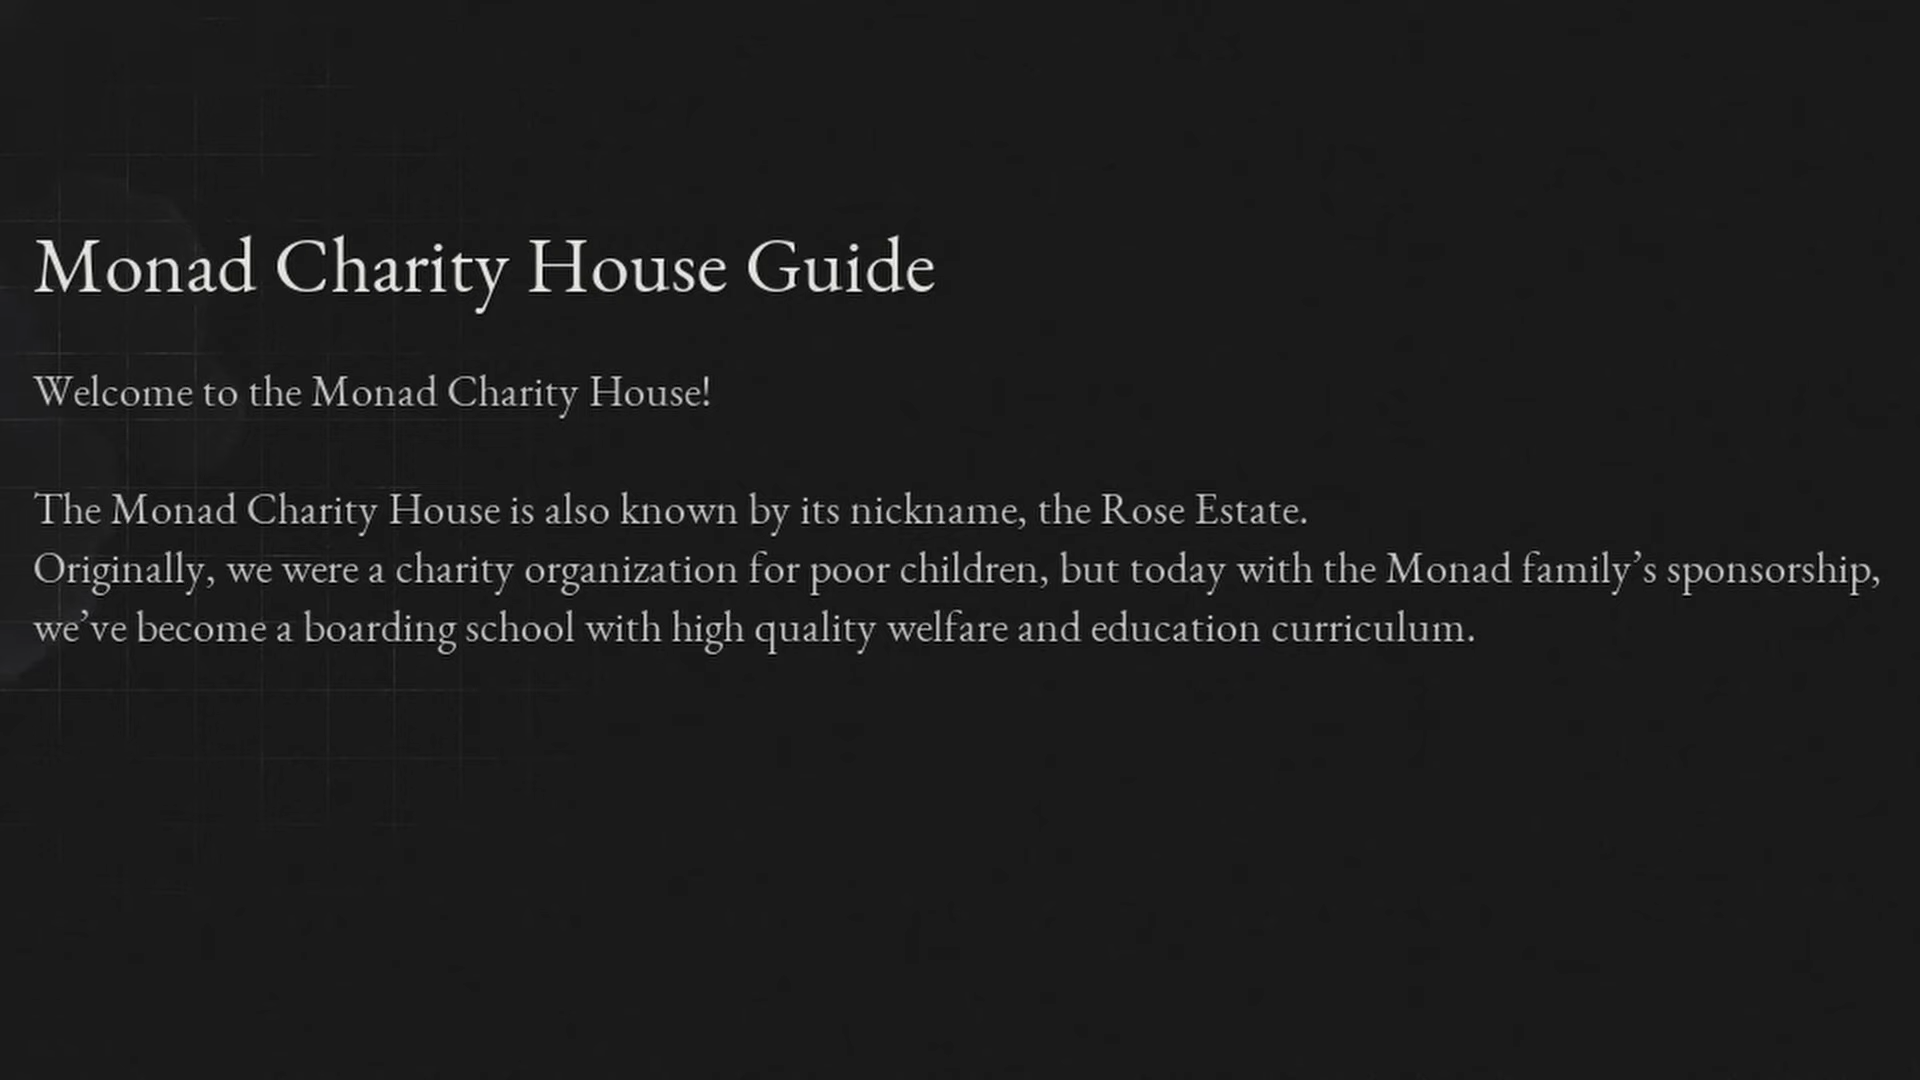 Monad Charity House Guide
Welcome to the Monad Charity House!
The Monad Charity House is also known by its nickname, the Rose Estate.
Originally, we were a charity organization for poor children, but today with the Monad family’s sponsorship,
we’ve become a boarding school with high quality welfare and education curriculum.